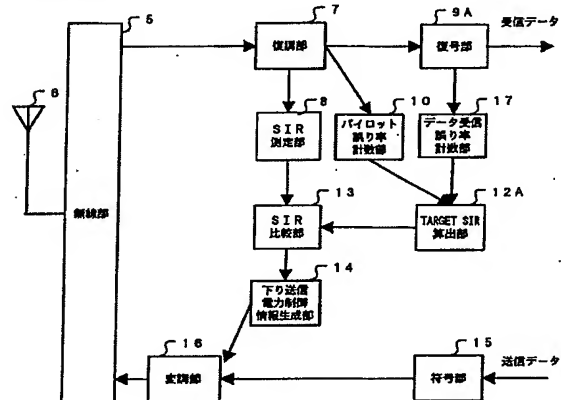 5
7
9A
受信データ
復調部
復号部
6
8
10
17
SIR
測定部
パイロット
誤り率
計数部
データ受信
誤り率
計数部
無線部
13
12A
SIR
比較部
TARGET SIR
算出部
14
下り送信
電力制御
情報生成部
16
15
送信データ
変調部
符号部